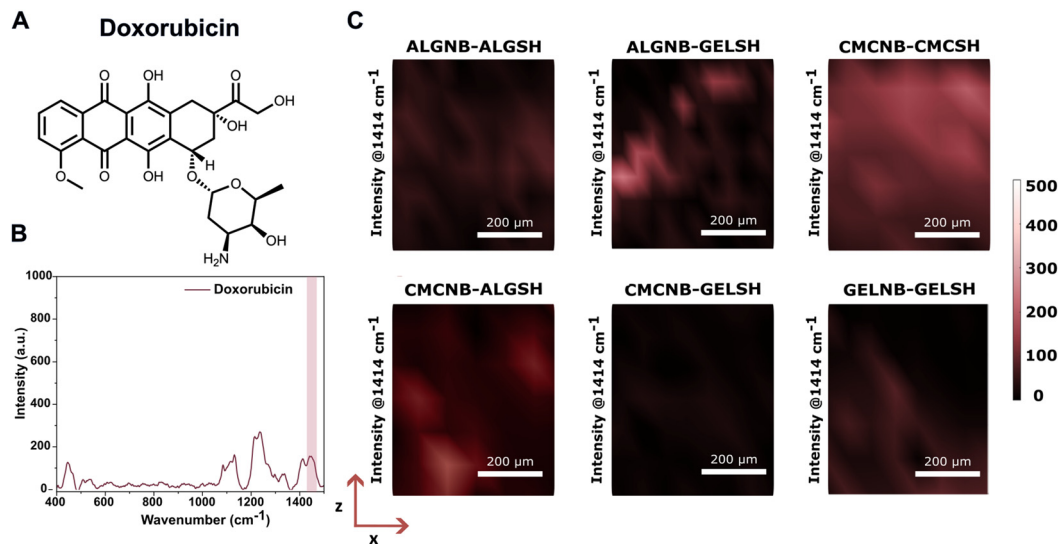 A
Doxorubicin
O
OH
O
OH
OH
O
O
OH
H
O
O
OH
H₂N
B
Doxorubicin
Intensity (a.u.)
1000
800
600
400
200
0
400
600
800
1000
1200
1400
Wavenumber (cm⁻¹)
C
ALGNB-ALGSH
Intensity @1414 cm⁻¹
200 µm
ALGNB-GELSH
Intensity @1414 cm⁻¹
200 µm
CMCNB-CMCSH
Intensity @1414 cm⁻¹
200 µm
CMCNB-ALGSH
Intensity @1414 cm⁻¹
200 µm
CMCNB-GELSH
Intensity @1414 cm⁻¹
200 µm
GELNB-GELSH
Intensity @1414 cm⁻¹
200 µm
500
400
300
200
100
0
z
x